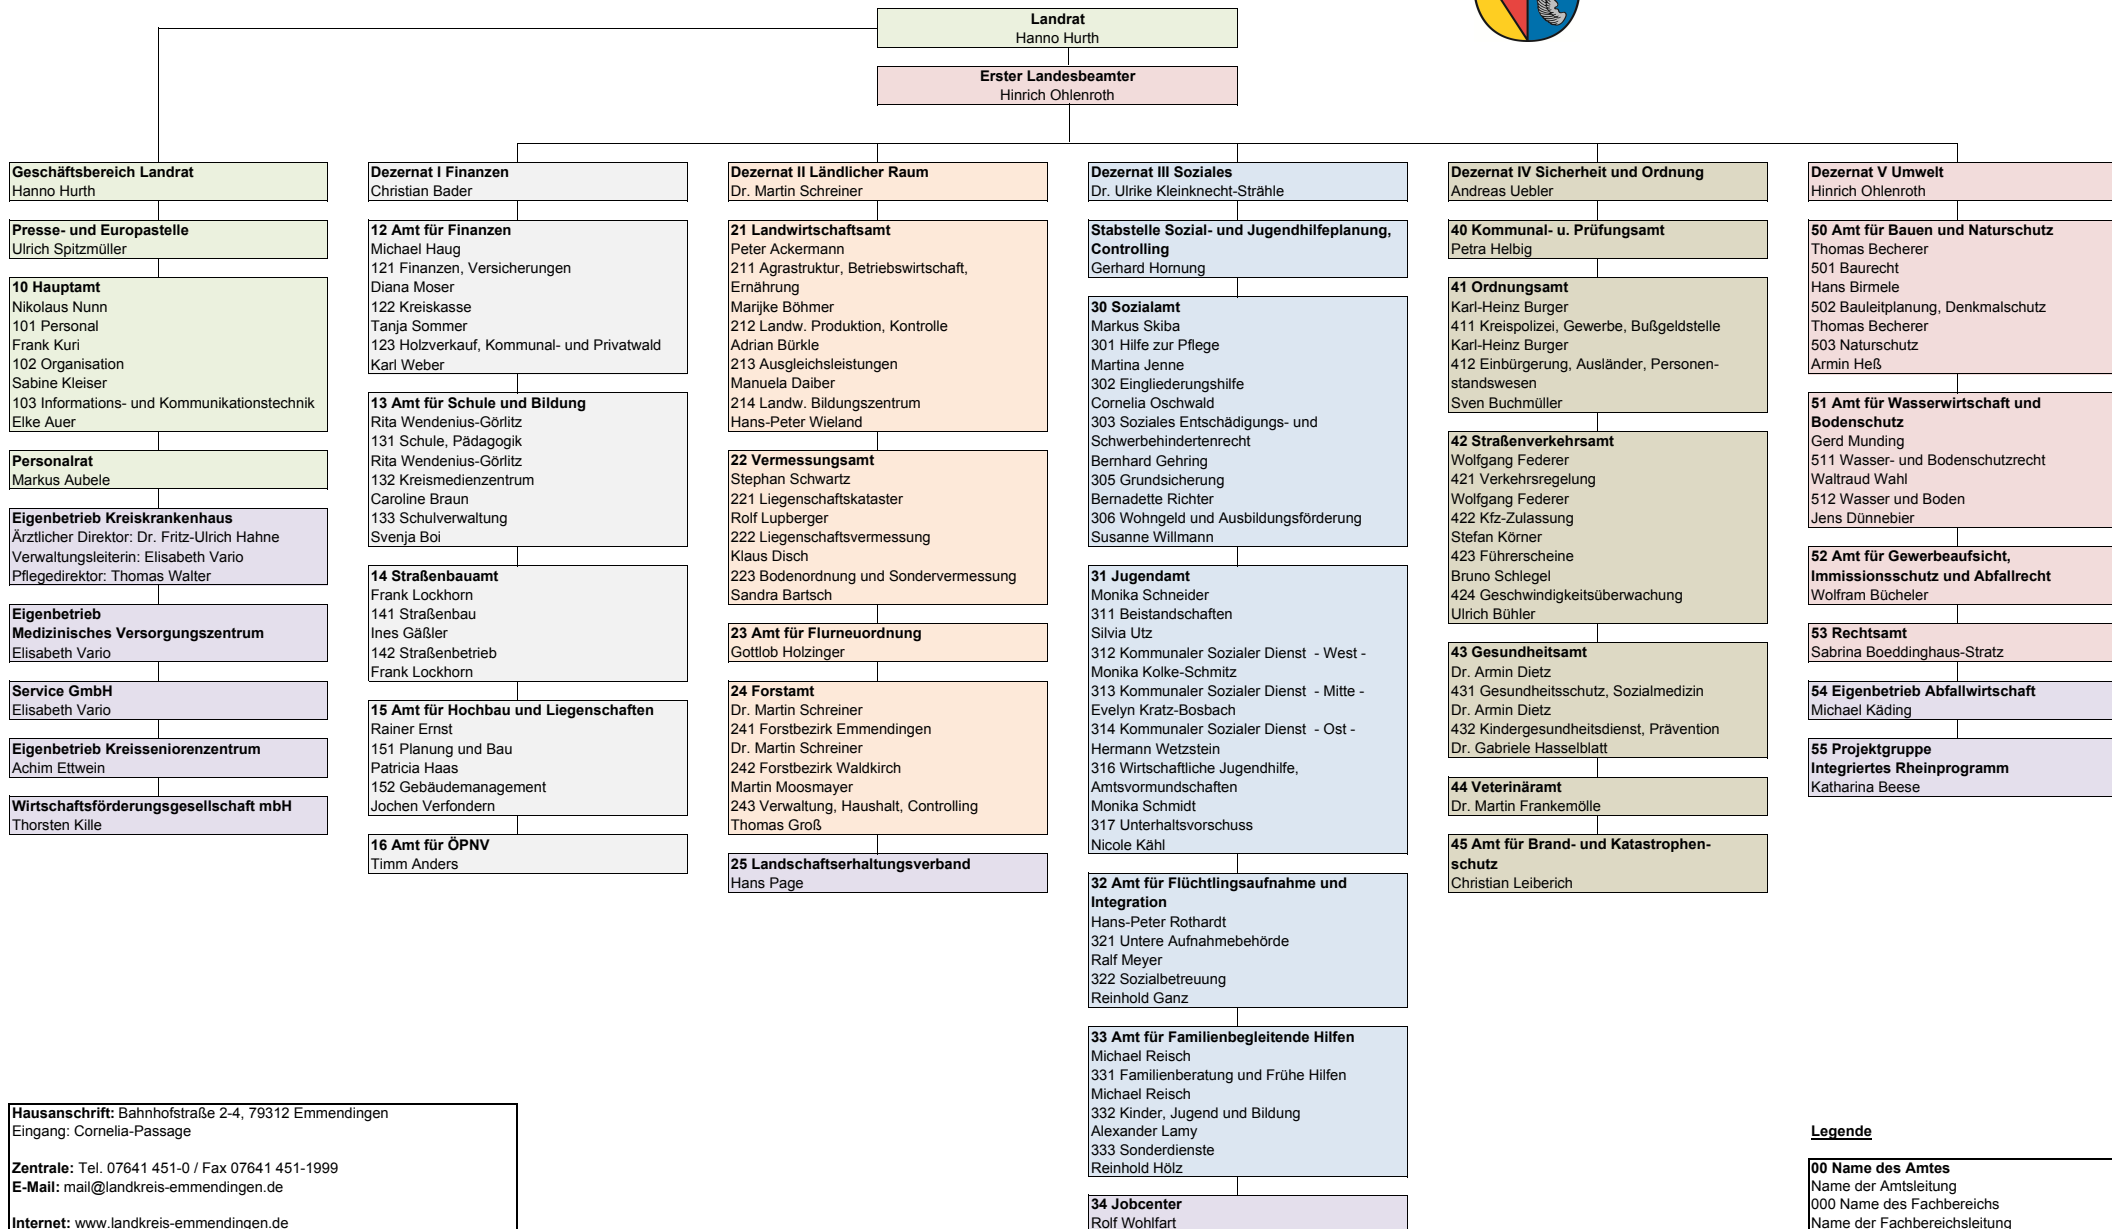 Landrat
Hanno Hurth
Erster Landesbeamter
Hinrich Ohlenroth
Geschäftsbereich Landrat
Hanno Hurth
Presse- und Europastelle
Ulrich Spitzmüller
10 Hauptamt
Nikolaus Nunn
101 Personal
Frank Kuri
102 Organisation
Sabine Kleiser
103 Informations- und Kommunikationstechnik
Elke Auer
Personalrat
Markus Aubele
Eigenbetrieb Kreiskrankenhaus
Ärztlicher Direktor: Dr. Fritz-Ulrich Hahne
Verwaltungsleiterin: Elisabeth Vario
Pflegedirektor: Thomas Walter
Eigenbetrieb
Medizinisches Versorgungszentrum
Elisabeth Vario
Service GmbH
Elisabeth Vario
Eigenbetrieb Kreisseniorenzentrum
Achim Ettwein
Wirtschaftsförderungsgesellschaft mbH
Thorsten Kille
Dezernat I Finanzen
Christian Bader
12 Amt für Finanzen
Michael Haug
121 Finanzen, Versicherungen
Diana Moser
122 Kreiskasse
Tanja Sommer
123 Holzverkauf, Kommunal- und Privatwald
Karl Weber
13 Amt für Schule und Bildung
Rita Wendenius-Görlitz
131 Schule, Pädagogik
Rita Wendenius-Görlitz
132 Kreismedienzentrum
Caroline Braun
133 Schulverwaltung
Svenja Boi
14 Straßenbauamt
Frank Lockhorn
141 Straßenbau
Ines Gäßler
142 Straßenbetrieb
Frank Lockhorn
15 Amt für Hochbau und Liegenschaften
Rainer Ernst
151 Planung und Bau
Patricia Haas
152 Gebäudemanagement
Jochen Verfondern
16 Amt für ÖPNV
Timm Anders
Dezernat II Ländlicher Raum
Dr. Martin Schreiner
21 Landwirtschaftsamt
Peter Ackermann
211 Agrastruktur, Betriebswirtschaft,
Ernährung
Marijke Böhmer
212 Landw. Produktion, Kontrolle
Adrian Bürkle
213 Ausgleichsleistungen
Manuela Daiber
214 Landw. Bildungszentrum
Hans-Peter Wieland
22 Vermessungsamt
Stephan Schwartz
221 Liegenschaftskataster
Rolf Lupberger
222 Liegenschaftsvermessung
Klaus Disch
223 Bodenordnung und Sondervermessung
Sandra Bartsch
23 Amt für Flurneuordnung
Gottlob Holzinger
24 Forstamt
Dr. Martin Schreiner
241 Forstbezirk Emmendingen
Dr. Martin Schreiner
242 Forstbezirk Waldkirch
Martin Moosmayer
243 Verwaltung, Haushalt, Controlling
Thomas Groß
25 Landschaftserhaltungsverband
Hans Page
Dezernat III Soziales
Dr. Ulrike Kleinknecht-Strähle
Stabstelle Sozial- und Jugendhilfeplanung,
Controlling
Gerhard Hornung
30 Sozialamt
Markus Skiba
301 Hilfe zur Pflege
Martina Jenne
302 Eingliederungshilfe
Cornelia Oschwald
303 Soziales Entschädigungs- und
Schwerbehindertenrecht
Bernhard Gehring
305 Grundsicherung
Bernadette Richter
306 Wohngeld und Ausbildungsförderung
Susanne Willmann
31 Jugendamt
Monika Schneider
311 Beistandschaften
Silvia Utz
312 Kommunaler Sozialer Dienst - West -
Monika Kolke-Schmitz
313 Kommunaler Sozialer Dienst - Mitte -
Evelyn Kratz-Bosbach
314 Kommunaler Sozialer Dienst - Ost -
Hermann Wetzstein
316 Wirtschaftliche Jugendhilfe,
Amtsvormundschaften
Monika Schmidt
317 Unterhaltsvorschuss
Nicole Kähl
32 Amt für Flüchtlingsaufnahme und
Integration
Hans-Peter Rothardt
321 Untere Aufnahmebehörde
Ralf Meyer
322 Sozialbetreuung
Reinhold Ganz
33 Amt für Familienbegleitende Hilfen
Michael Reisch
331 Familienberatung und Frühe Hilfen
Michael Reisch
332 Kinder, Jugend und Bildung
Alexander Lamy
333 Sonderdienste
Reinhold Hölz
34 Jobcenter
Rolf Wohlfart
Dezernat IV Sicherheit und Ordnung
Andreas Uebler
40 Kommunal- u. Prüfungsamt
Petra Helbig
41 Ordnungsamt
Karl-Heinz Burger
411 Kreispolizei, Gewerbe, Bußgeldstelle
Karl-Heinz Burger
412 Einbürgerung, Ausländer, Personen-
standswesen
Sven Buchmüller
42 Straßenverkehrsamt
Wolfgang Federer
421 Verkehrsregelung
Wolfgang Federer
422 Kfz-Zulassung
Stefan Körner
423 Führerscheine
Bruno Schlegel
424 Geschwindigkeitsüberwachung
Ulrich Bühler
43 Gesundheitsamt
Dr. Armin Dietz
431 Gesundheitsschutz, Sozialmedizin
Dr. Armin Dietz
432 Kindergesundheitsdienst, Prävention
Dr. Gabriele Hasselblatt
44 Veterinäramt
Dr. Martin Frankemölle
45 Amt für Brand- und Katastrophen-
schutz
Christian Leiberich
Dezernat V Umwelt
Hinrich Ohlenroth
50 Amt für Bauen und Naturschutz
Thomas Becherer
501 Baurecht
Hans Birmele
502 Bauleitplanung, Denkmalschutz
Thomas Becherer
503 Naturschutz
Armin Heß
51 Amt für Wasserwirtschaft und
Bodenschutz
Gerd Munding
511 Wasser- und Bodenschutzrecht
Waltraud Wahl
512 Wasser und Boden
Jens Dünnebier
52 Amt für Gewerbeaufsicht,
Immissionsschutz und Abfallrecht
Wolfram Bücheler
53 Rechtsamt
Sabrina Boeddinghaus-Stratz
54 Eigenbetrieb Abfallwirtschaft
Michael Käding
55 Projektgruppe
Integriertes Rheinprogramm
Katharina Beese
Hausanschrift: Bahnhofstraße 2-4, 79312 Emmendingen
Eingang: Cornelia-Passage
Zentrale: Tel. 07641 451-0 / Fax 07641 451-1999
E-Mail: mail@landkreis-emmendingen.de
Internet: www.landkreis-emmendingen.de
Legende
00 Name des Amtes
Name der Amtsleitung
000 Name des Fachbereichs
Name der Fachbereichsleitung